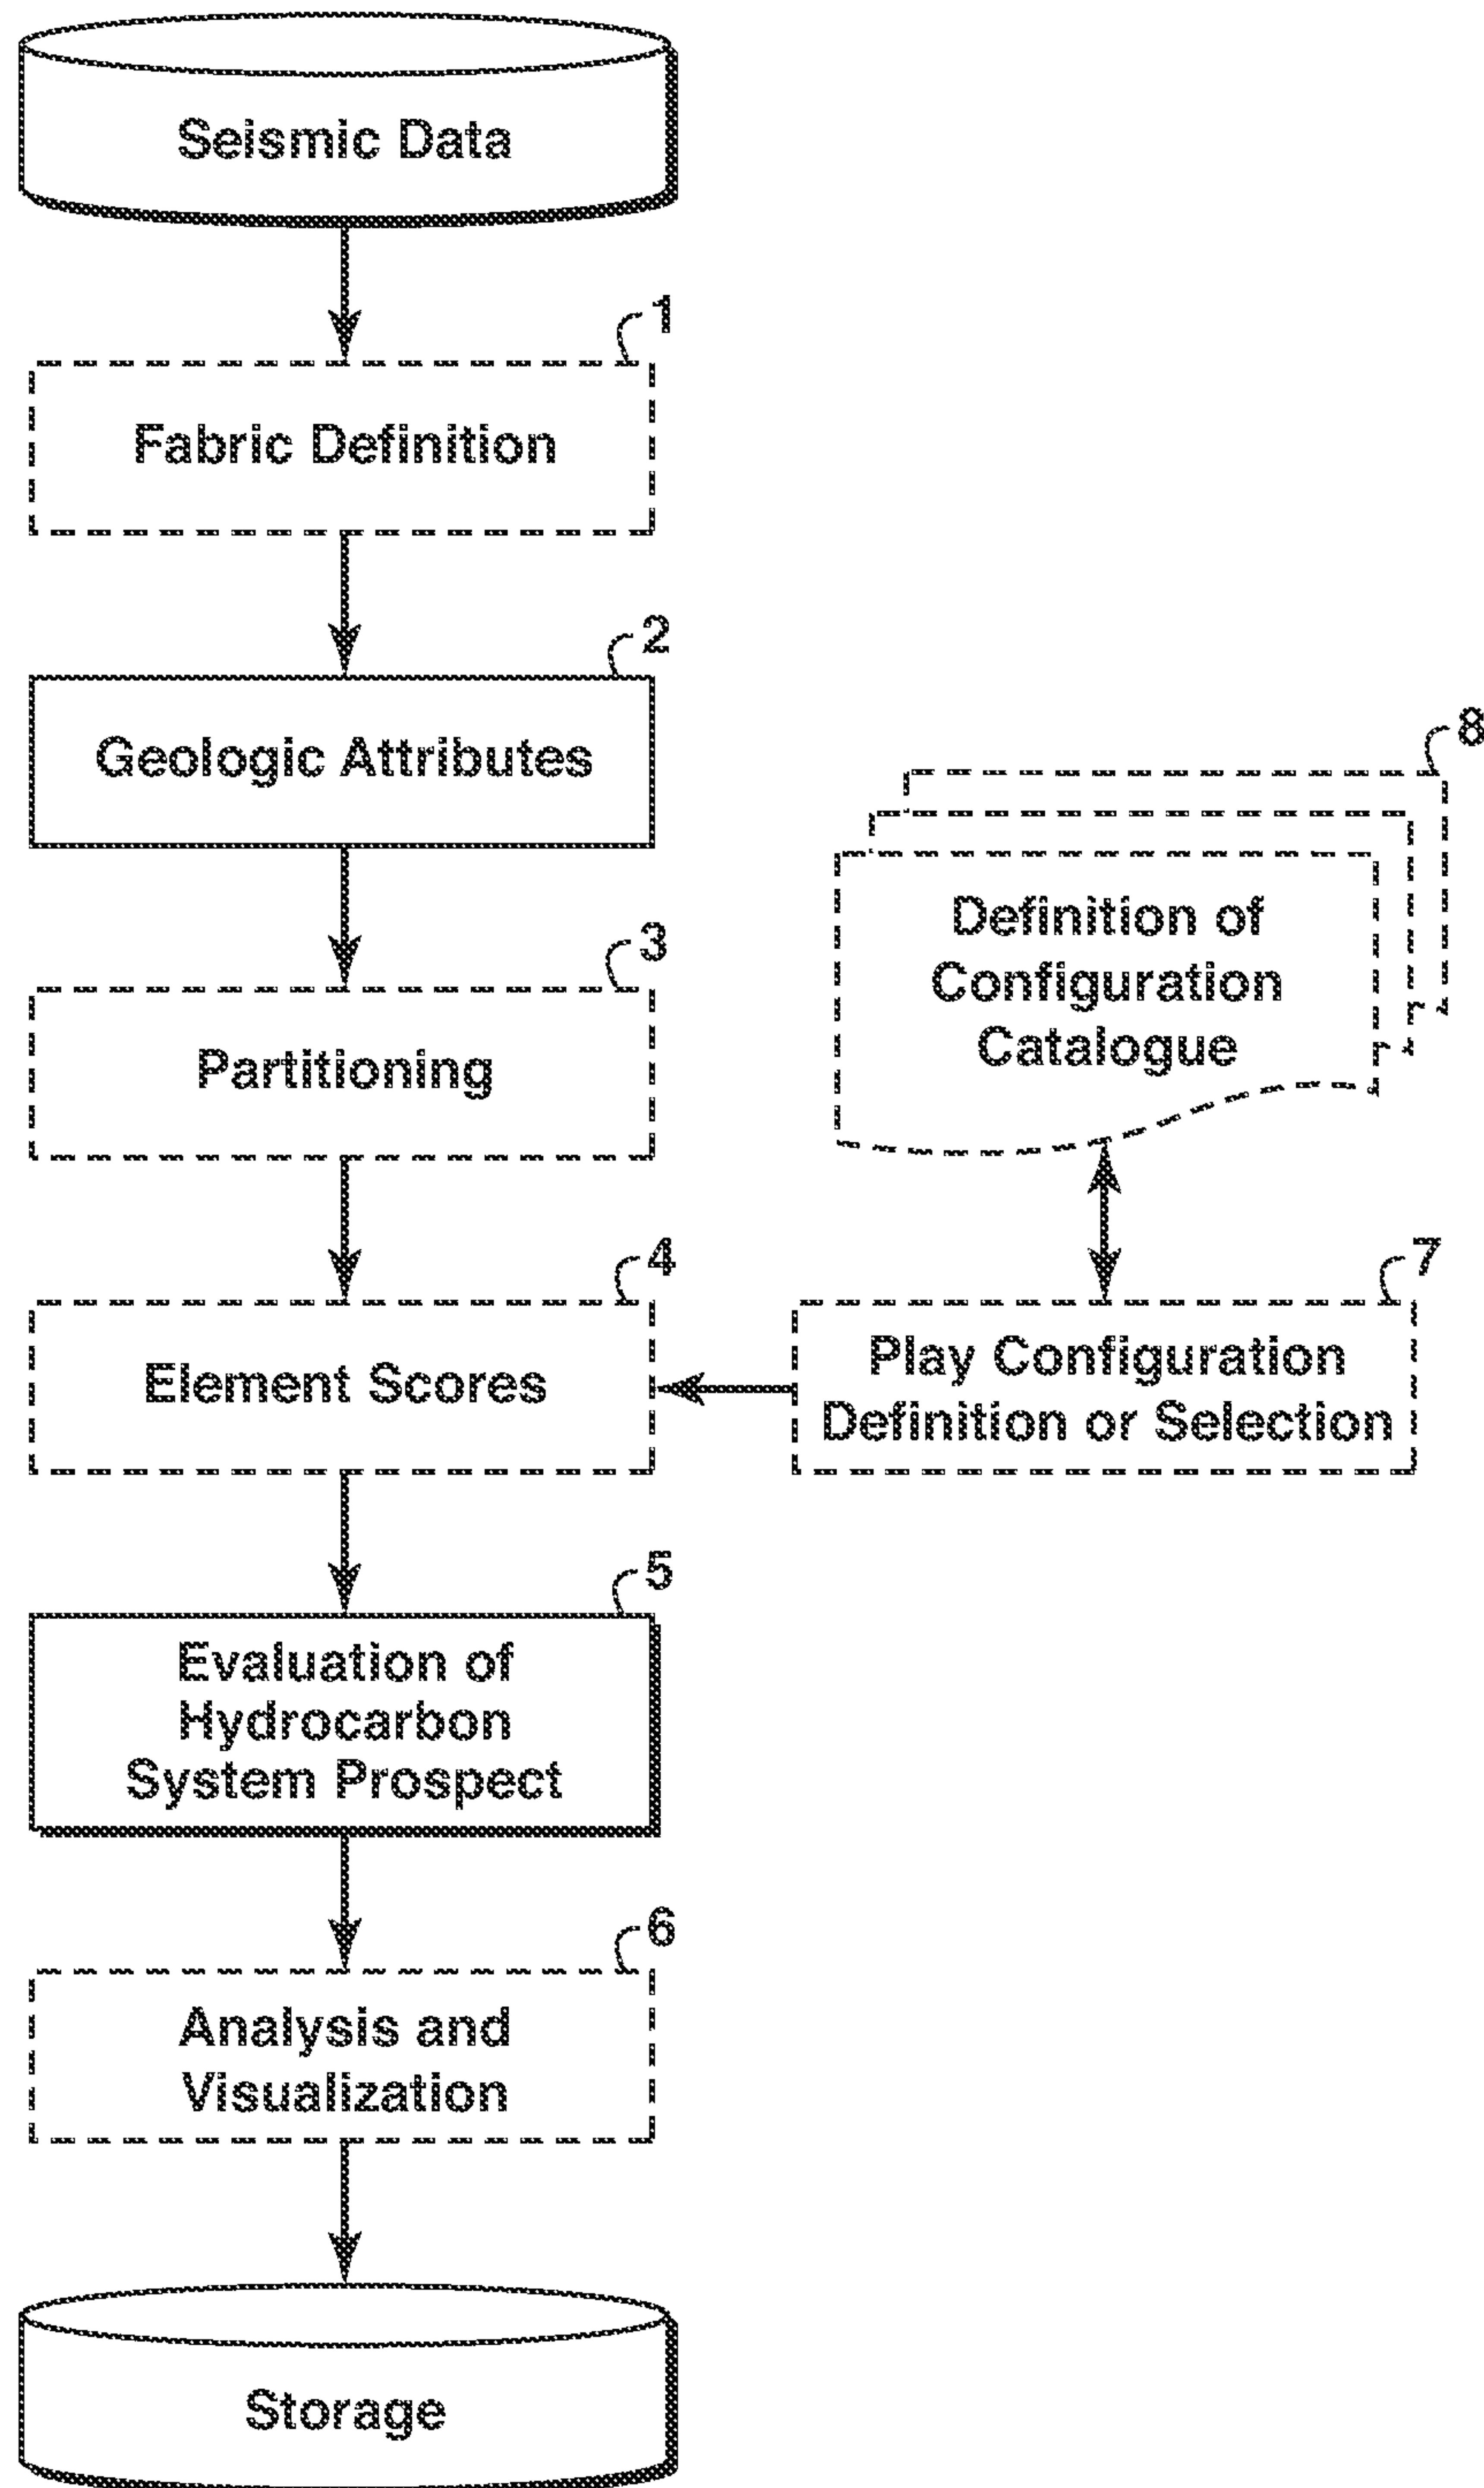 Seismic Data
1
Fabric Definition
2
Geologic Attributes
3
Partitioning
4
Element Scores
5
Evaluation of
Hydrocarbon
System Prospect
6
Analysis and
Visualization
Storage
8
Definition of
Configuration
Catalogue
7
Play Configuration
Definition or Selection